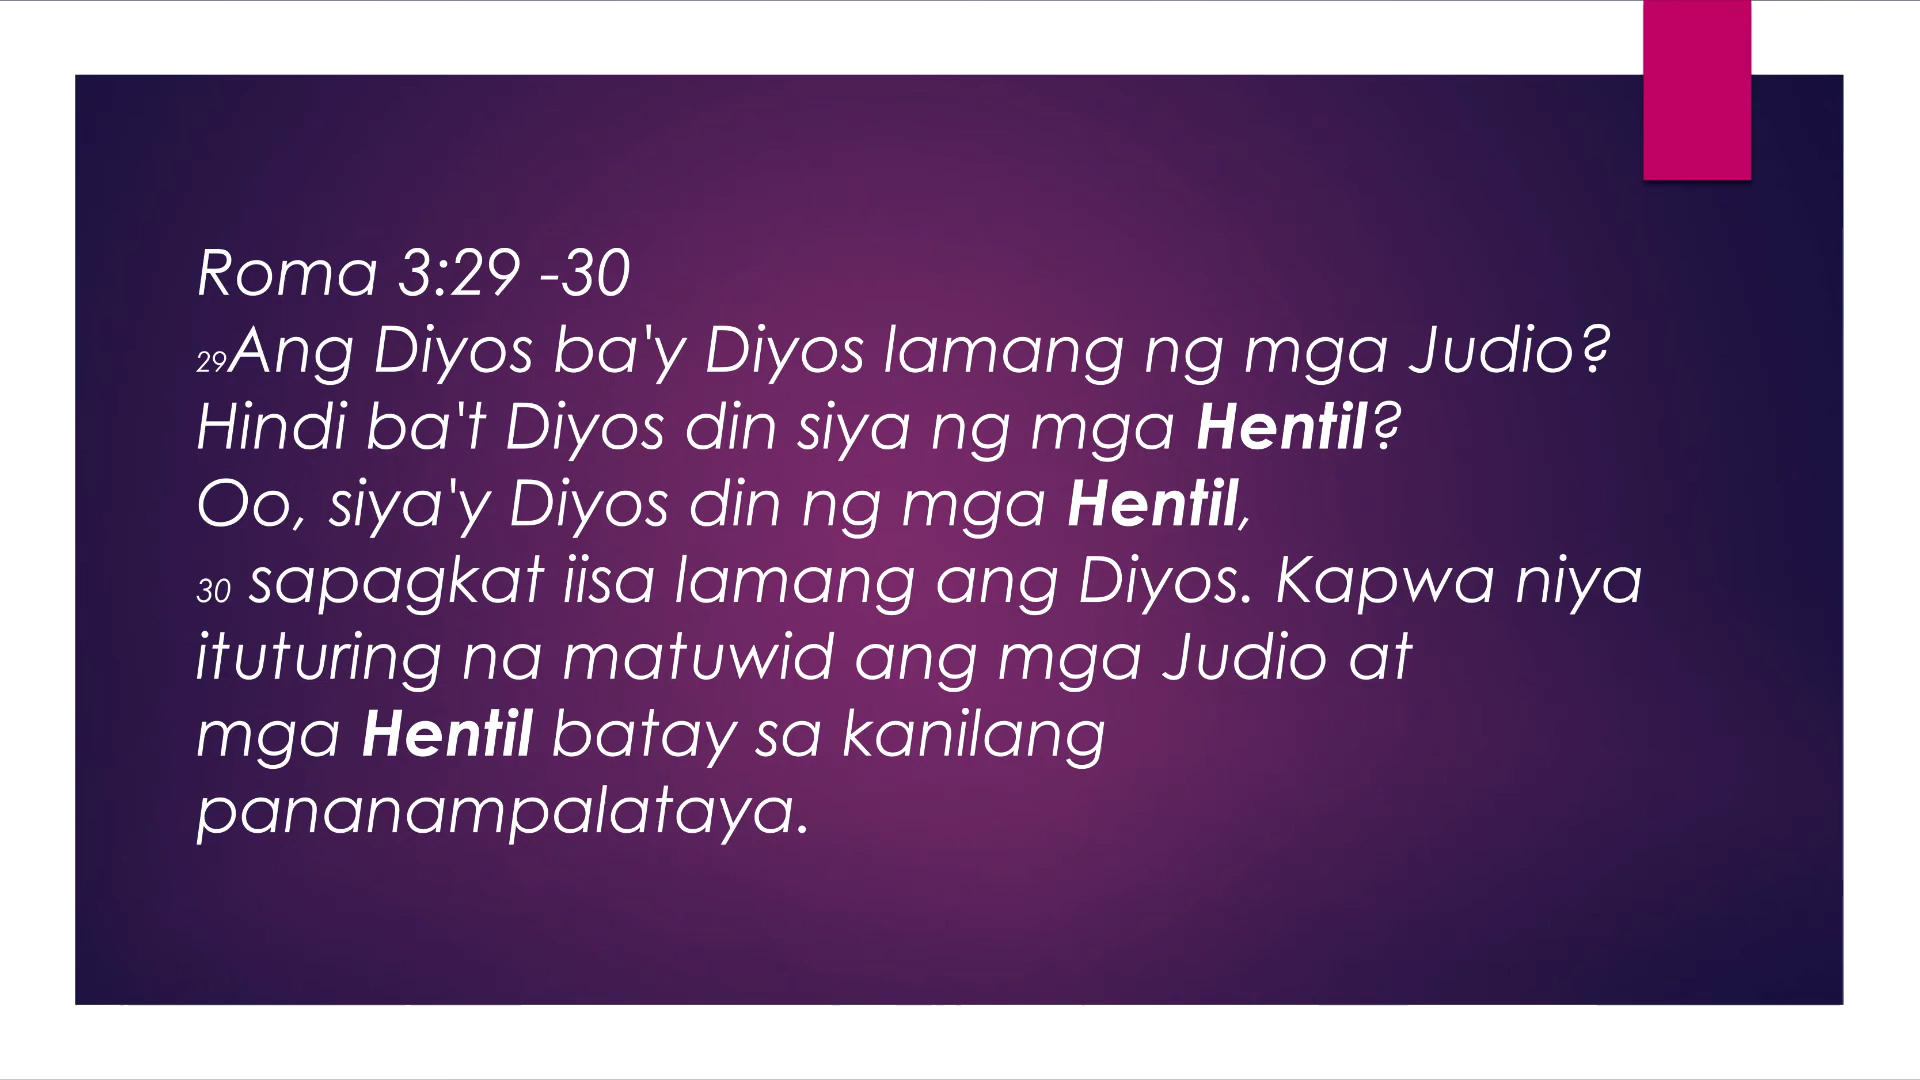 Roma 3:29 -30
29Ang Diyos ba'y Diyos lamang ng mga Judio?
Hindi ba't Diyos din siya ng mga Hentil?
Oo, siya'y Diyos din ng mga Hentil,
30 sapagkat iisa lamang ang Diyos. Kapwa niya
ituturing na matuwid ang mga Judio at
mga Hentil batay sa kanilang
pananampalataya.